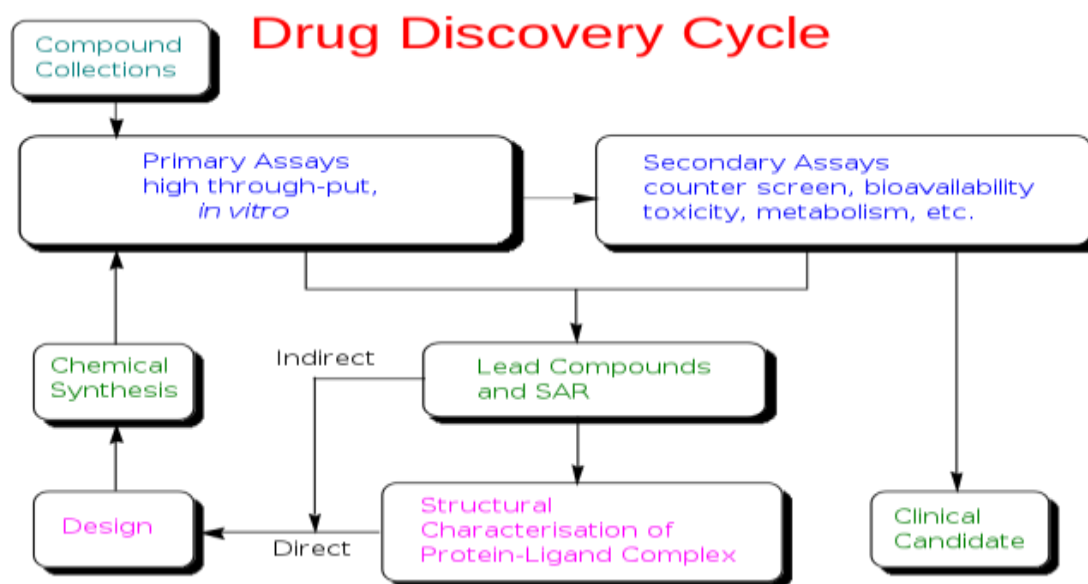 Drug Discovery Cycle
Compound
Collections
Primary Assays
high through-put,
in vitro
Secondary Assays
counter screen, bioavailability
toxicity, metabolism, etc.
Chemical
Synthesis
Indirect
Lead Compounds
and SAR
Design
Direct
Structural
Characterisation of
Protein-Ligand Complex
Clinical
Candidate